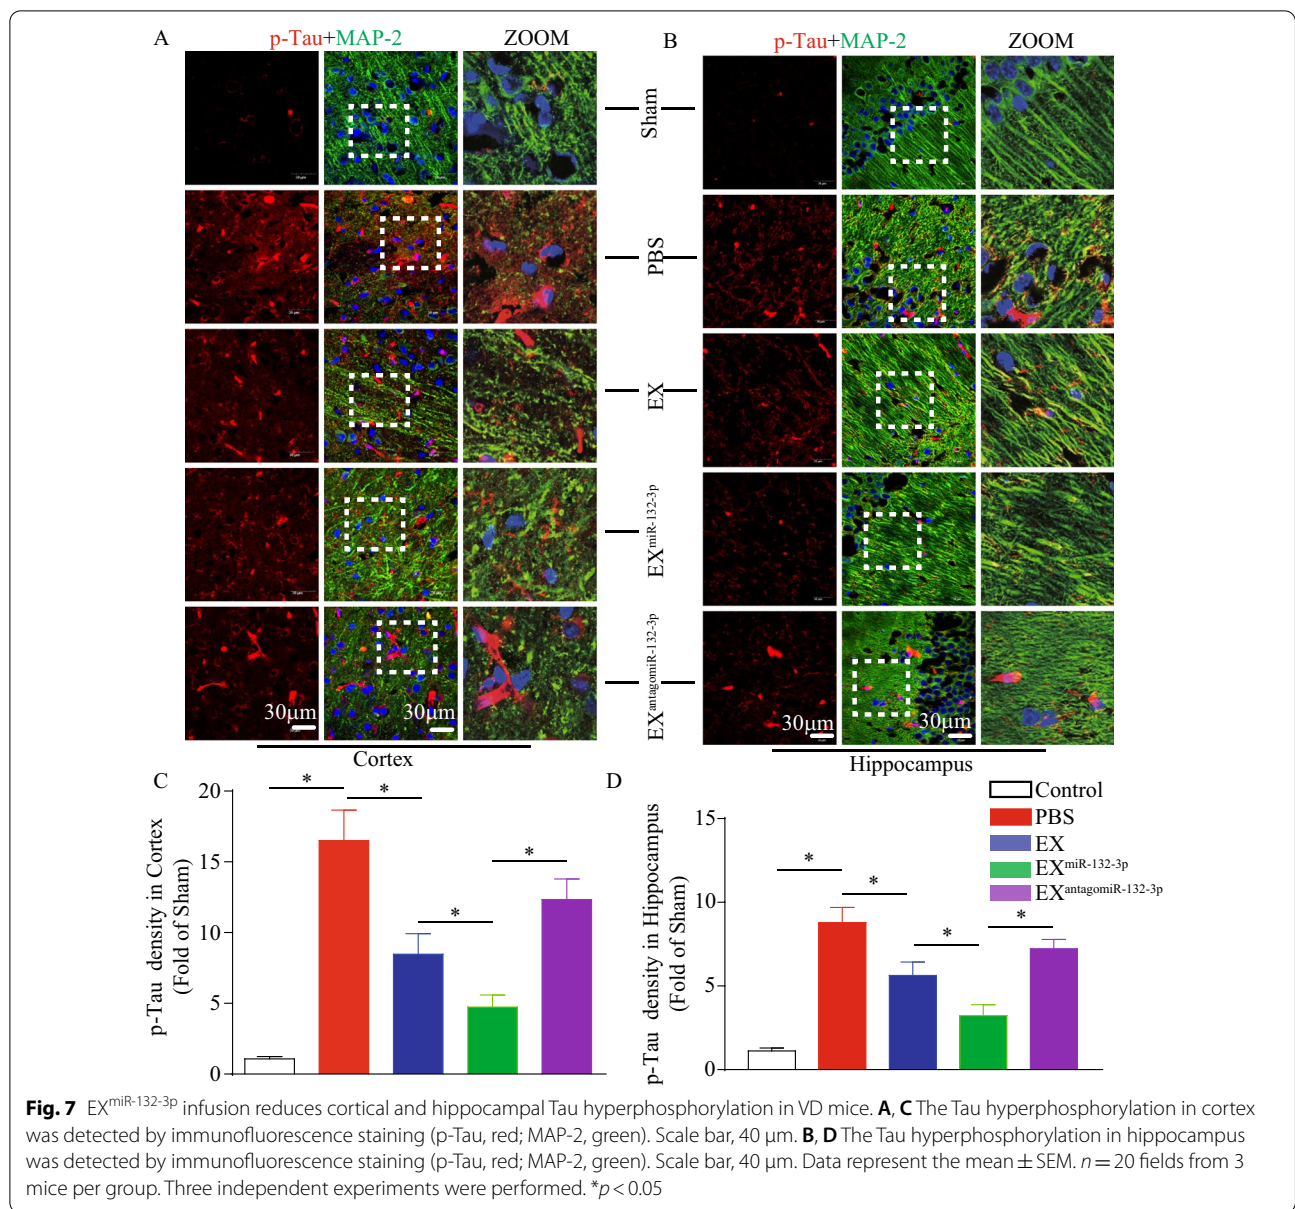 A
p-Tau+MAP-2
ZOOM
B
p-Tau+MAP-2
ZOOM
Sham
PBS
EX
EXmiR-132-3p
EXantagomiR-132-3p
30μm
30μm
30μm
30μm
Cortex
Hippocampus
C
p-Tau density in Cortex
(Fold of Sham)
20
15
10
5
0
*
*
*
*
D
p-Tau density in Hippocampus
(Fold of Sham)
15
10
5
0
*
*
*
*
Control
PBS
EX
EXmiR-132-3p
EXantagomiR-132-3p
Fig. 7 EXmiR-132-3p infusion reduces cortical and hippocampal Tau hyperphosphorylation in VD mice. A, C The Tau hyperphosphorylation in cortex
was detected by immunofluorescence staining (p-Tau, red; MAP-2, green). Scale bar, 40 μm. B, D The Tau hyperphosphorylation in hippocampus
was detected by immunofluorescence staining (p-Tau, red; MAP-2, green). Scale bar, 40 μm. Data represent the mean ± SEM. n = 20 fields from 3
mice per group. Three independent experiments were performed. *p < 0.05